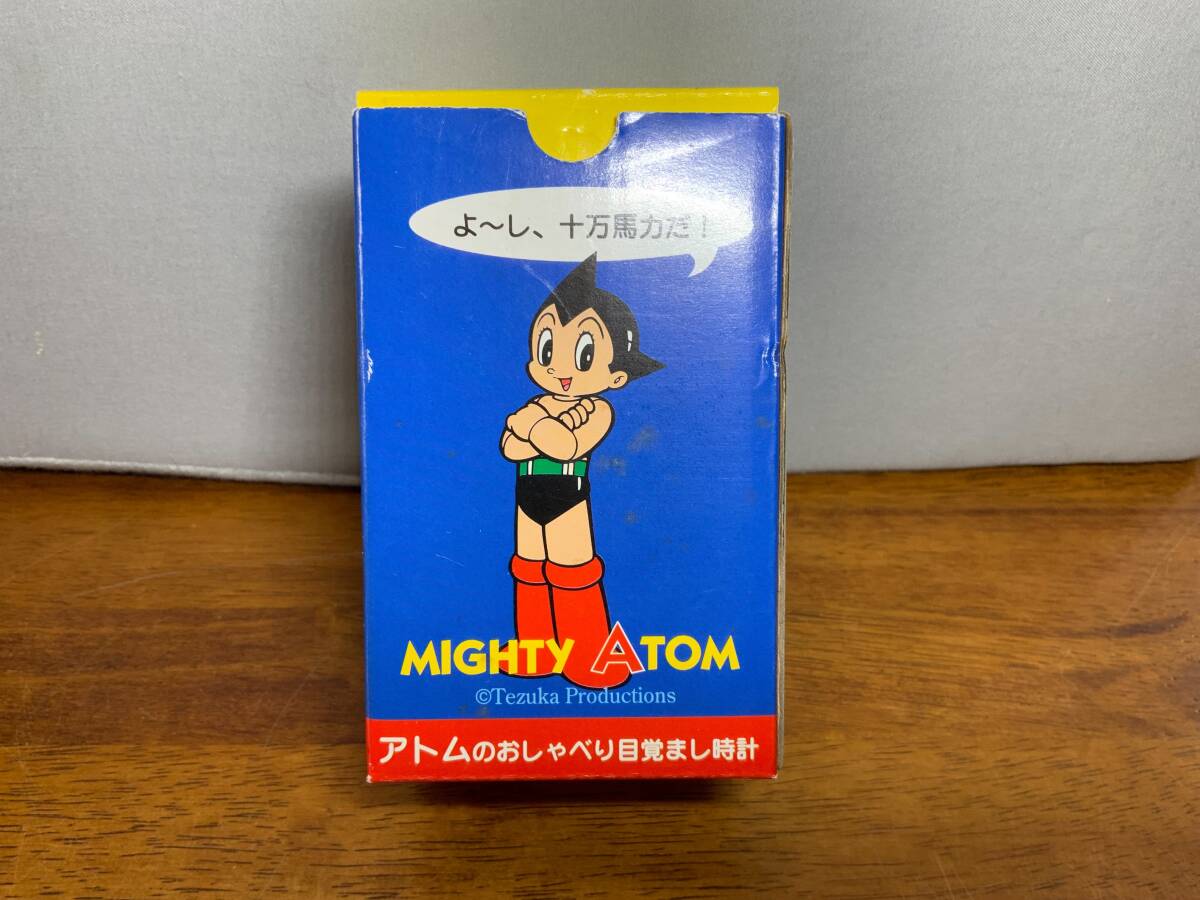 よ〜し、十万馬力だ！
MIGHTY ATOM
©Tezuka Productions
アトムのおしゃべり目覚まし時計